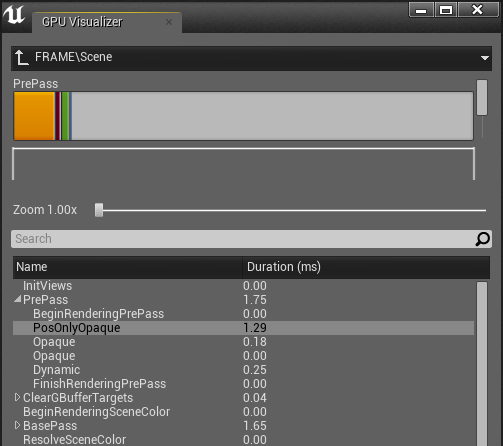 GPU Visualizer
FRAME\Scene
PrePass
Zoom 1.00x
Search
Name Duration (ms)
InitViews 0.00
PrePass 1.75
BeginRenderingPrePass 0.00
PosOnlyOpaque 1.29
Opaque 0.18
Opaque 0.00
Dynamic 0.25
FinishRenderingPrePass 0.00
ClearGBufferTargets 0.04
BeginRenderingSceneColor 0.00
BasePass 1.65
ResolveSceneColor 0.00